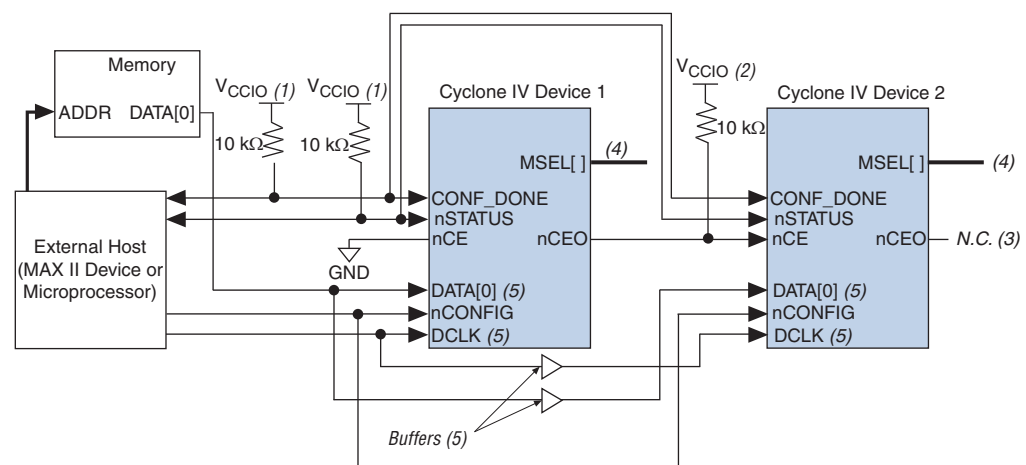 Memory
ADDR DATA[0]
VCCIO (1)
10 kΩ
VCCIO (1)
10 kΩ
Cyclone IV Device 1
MSEL[ ]
(4)
CONF_DONE
nSTATUS
nCE
nCEO
GND
DATA[0] (5)
nCONFIG
DCLK (5)
VCCIO (2)
10 kΩ
Cyclone IV Device 2
MSEL[ ]
(4)
CONF_DONE
nSTATUS
nCE
nCEO
N.C. (3)
DATA[0] (5)
nCONFIG
DCLK (5)
External Host
(MAX II Device or
Microprocessor)
Buffers (5)